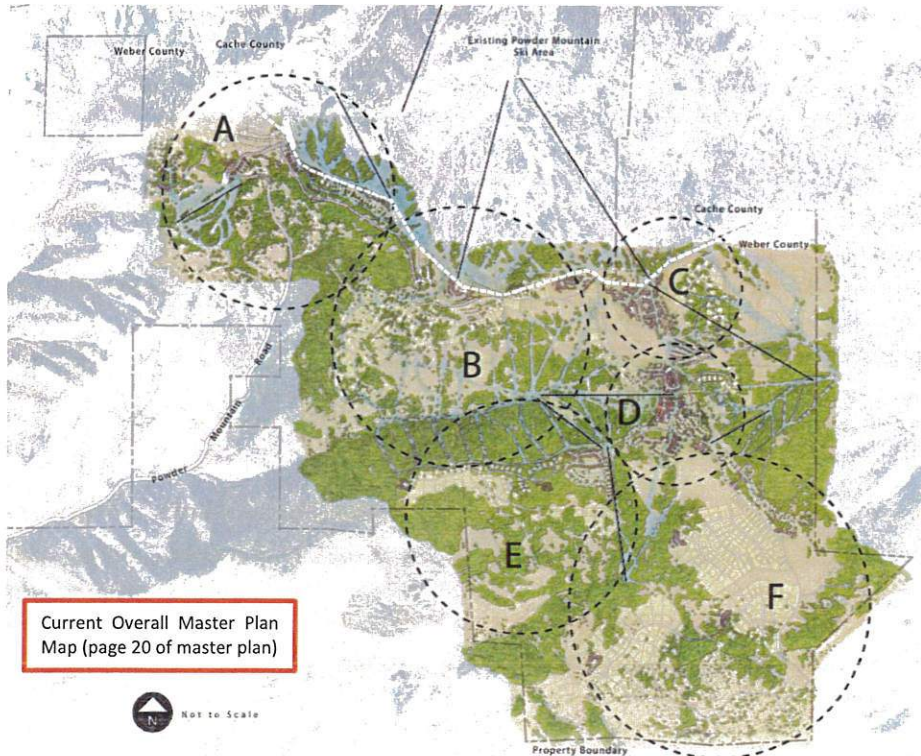 Weber County
Cache County
Existing Powder Mountain
Ski Area
A
Cache County
Weber County
C
B
D
Powder Mountain Road
E
F
Current Overall Master Plan
Map (page 20 of master plan)
N
Not to Scale
Property Boundary